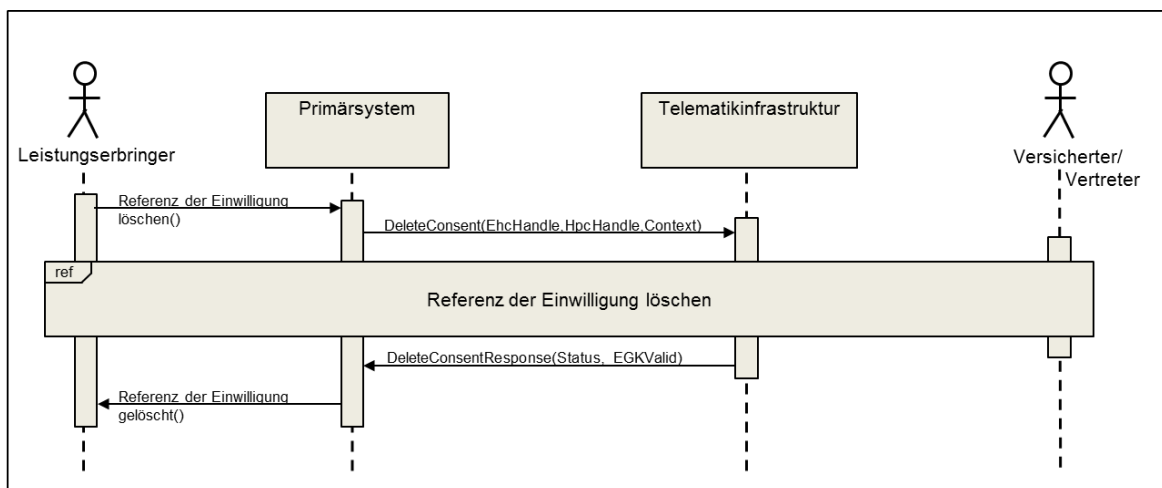 Leistungserbringer
Primärsystem
Telematikinfrastruktur
Versicherter/
Vertreter
Referenz der Einwilligung
löschen()
DeleteConsent(EhcHandle,HpcHandle,Context)
ref
Referenz der Einwilligung löschen
DeleteConsentResponse(Status, EGKValid)
Referenz der Einwilligung
gelöscht()